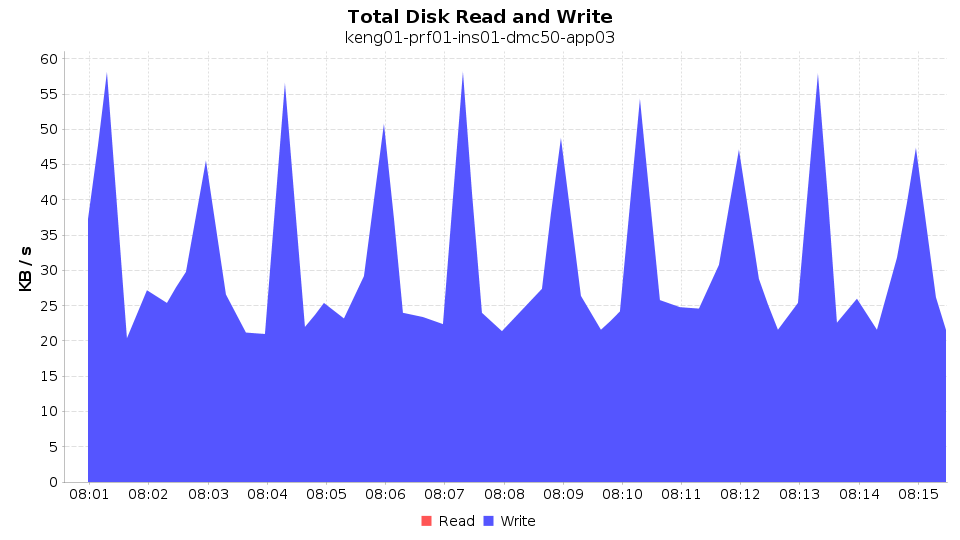 Total Disk Read and Write
keng01-prf01-ins01-dmc50-app03
KB / s
60
55
50
45
40
35
30
25
20
15
10
5
0
08:01 08:02 08:03 08:04 08:05 08:06 08:07 08:08 08:09 08:10 08:11 08:12 08:13 08:14 08:15
Read Write